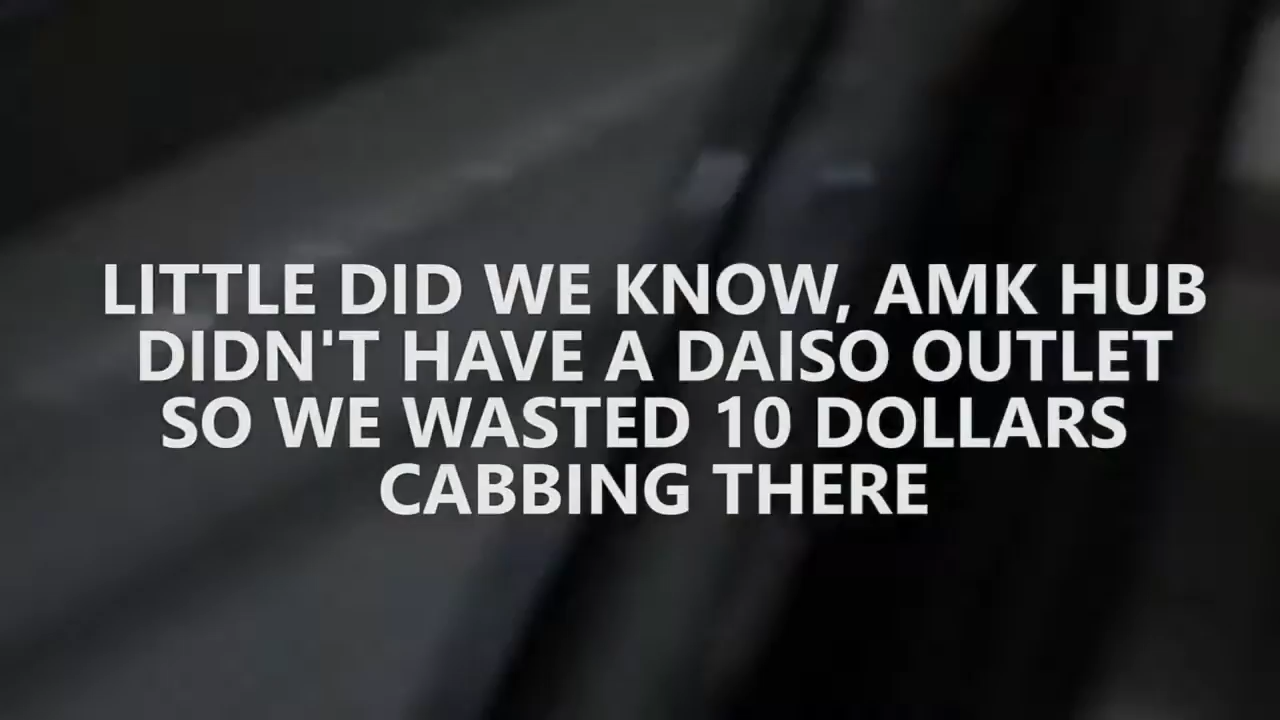 LITTLE DID WE KNOW, AMK HUB
DIDN'T HAVE A DAISO OUTLET
SO WE WASTED 10 DOLLARS
CABBING THERE